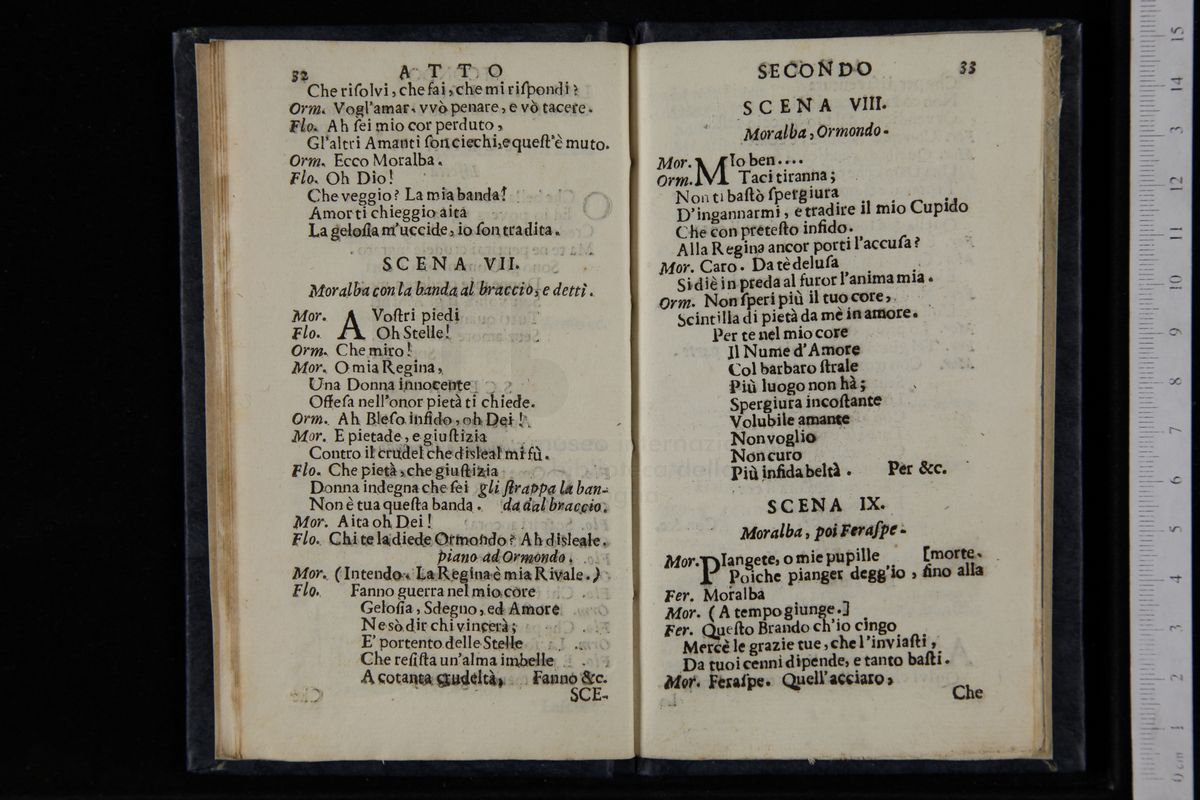 32 ATTO
Che riſolvi, che fai, che mi riſpondi?
Orm. Vogl'amar. vvò penare, e vò tacere.
Flo. Ah ſei mio cor perduto,
Gl'altri Amanti ſon ciechi, e queſt'è muto.
Orm. Ecco Moralba.
Flo. Oh Dio!
Che veggio? La mia banda!
Amor ti chieggio aita
La geloſia m'uccide, io ſon tradita.
SCENA VII.
Moralba con la banda al braccio, e detti.
Mor. A Voſtri piedi
Flo. Oh Stelle!
Orm. Che miro!
Mor. O mia Regina,
Una Donna innocente
Offeſa nell'onor pietà ti chiede.
Orm. Ah Bleſo infido, oh Dei!
Mor. E pietade, e giuſtizia
Contro il crudel che disleal mi fù.
Flo. Che pietà, che giuſtizia
Donna indegna che ſei gli ſtrappa la ban-
Non è tua queſta banda. da dal braccio.
Mor. Aita oh Dei!
Flo. Chi te la diede Ormondo? Ah disleale.
piano ad Ormondo.
Mor. (Intendo. La Regina è mia Rivale.)
Flo. Fanno guerra nel mio core
Geloſia, Sdegno, ed Amore
Ne sò dir chi vincerà;
E' portento delle Stelle
Che reſiſta un'alma imbelle
A cotanta crudeltà, Fanno &c.
SCE-
SECONDO 33
SCENA VIII.
Moralba, Ormondo.
Mor. MIo ben....
Orm. Taci tiranna;
Non ti baſtò ſpergiura
D'ingannarmi, e tradire il mio Cupido
Che con preteſto infido.
Alla Regina ancor porti l'accuſa?
Mor. Caro. Da tè deluſa
Si diè in preda al furor l'anima mia.
Orm. Non ſperi più il tuo core,
Scintilla di pietà da mè in amore.
Per te nel mio core
Il Nume d'Amore
Col barbaro ſtrale
Più luogo non hà;
Spergiura incoſtante
Volubile amante
Non voglio
Non curo
Più infida beltà. Per &c.
SCENA IX.
Moralba, poi Feraſpe.
Mor. PIangete, o mie pupille [morte.
Poiche pianger degg'io, fino alla
Fer. Moralba
Mor. (A tempo giunge.]
Fer. Queſto Brando ch'io cingo
Mercè le grazie tue, che l'inviaſti,
Da tuoi cenni dipende, e tanto baſti.
Mor. Feraſpe. Quell'acciaro,
Che